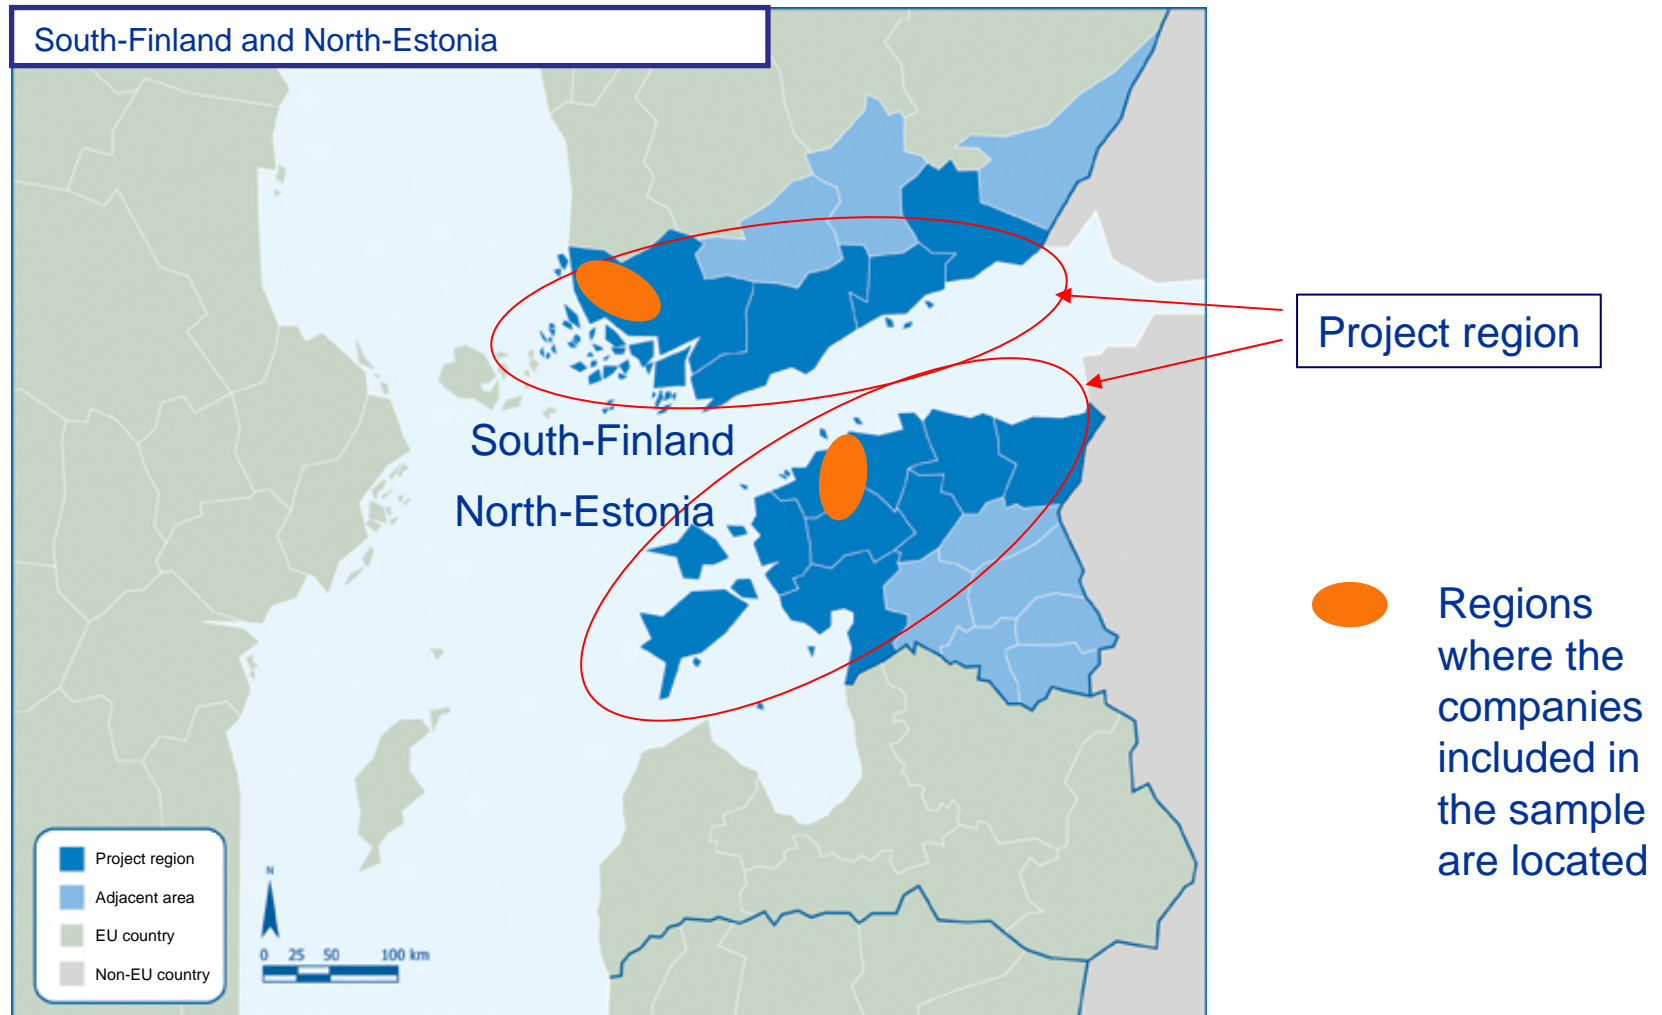 South-Finland and North-Estonia
Project region
South-Finland
North-Estonia
Regions
where the
companies
included in
the sample
are located
Project region
Adjacent area
EU country
Non-EU country
N
0 25 50 100 km